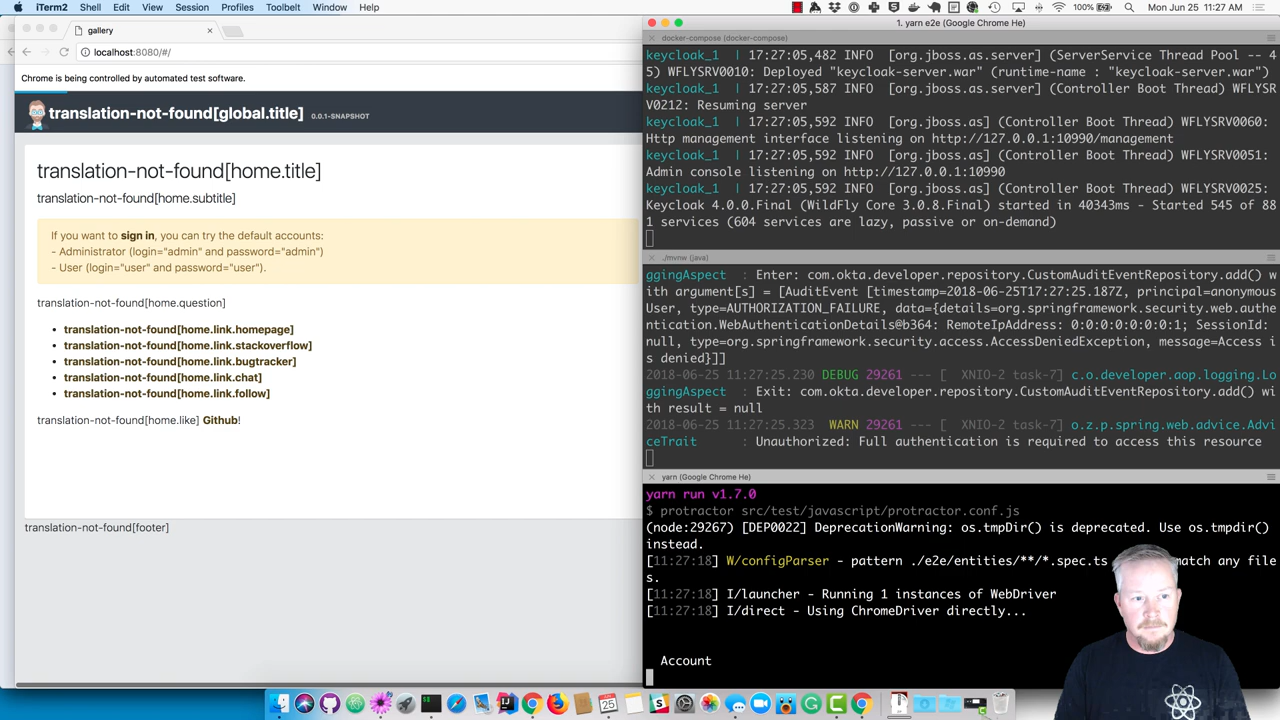 iTerm2 Shell Edit View Session Profiles Toolbelt Window Help 100% Mon Jun 25 11:27 AM
gallery
localhost:8080/#/
Chrome is being controlled by automated test software.
translation-not-found[global.title] 0.0.1-SNAPSHOT
translation-not-found[home.title]
translation-not-found[home.subtitle]
If you want to sign in, you can try the default accounts:
- Administrator (login="admin" and password="admin")
- User (login="user" and password="user").
translation-not-found[home.question]
translation-not-found[home.link.homepage]
translation-not-found[home.link.stackoverflow]
translation-not-found[home.link.bugtracker]
translation-not-found[home.link.chat]
translation-not-found[home.link.follow]
translation-not-found[home.like] Github!
translation-not-found[footer]
1. yarn e2e (Google Chrome He)
docker-compose (docker-compose)
keycloak_1 | 17:27:05,482 INFO [org.jboss.as.server] (ServerService Thread Pool -- 4
5) WFLYSRV0010: Deployed "keycloak-server.war" (runtime-name : "keycloak-server.war")
keycloak_1 | 17:27:05,587 INFO [org.jboss.as.server] (Controller Boot Thread) WFLYSR
V0212: Resuming server
keycloak_1 | 17:27:05,592 INFO [org.jboss.as] (Controller Boot Thread) WFLYSRV0060:
Http management interface listening on http://127.0.0.1:10990/management
keycloak_1 | 17:27:05,592 INFO [org.jboss.as] (Controller Boot Thread) WFLYSRV0051:
Admin console listening on http://127.0.0.1:10990
keycloak_1 | 17:27:05,592 INFO [org.jboss.as] (Controller Boot Thread) WFLYSRV0025:
Keycloak 4.0.0.Final (WildFly Core 3.0.8.Final) started in 40343ms - Started 545 of 88
1 services (604 services are lazy, passive or on-demand)
./mvnw (java)
ggingAspect : Enter: com.okta.developer.repository.CustomAuditEventRepository.add() w
ith argument[s] = [AuditEvent [timestamp=2018-06-25T17:27:25.187Z, principal=anonymous
User, type=AUTHORIZATION_FAILURE, data={details=org.springframework.security.web.authe
ntication.WebAuthenticationDetails@b364: RemoteIpAddress: 0:0:0:0:0:0:0:1; SessionId:
null, type=org.springframework.security.access.AccessDeniedException, message=Access i
s denied}]]
2018-06-25 11:27:25.230 DEBUG 29261 --- [ XNIO-2 task-7] c.o.developer.aop.logging.Lo
ggingAspect : Exit: com.okta.developer.repository.CustomAuditEventRepository.add() wi
th result = null
2018-06-25 11:27:25.323 WARN 29261 --- [ XNIO-2 task-7] o.z.p.spring.web.advice.Advi
ceTrait : Unauthorized: Full authentication is required to access this resource
yarn (Google Chrome He)
yarn run v1.7.0
$ protractor src/test/javascript/protractor.conf.js
(node:29267) [DEP0022] DeprecationWarning: os.tmpDir() is deprecated. Use os.tmpdir()
instead.
[11:27:18] W/configParser - pattern ./e2e/entities/**/*.spec.ts match any file
s.
[11:27:18] I/launcher - Running 1 instances of WebDriver
[11:27:18] I/direct - Using ChromeDriver directly...
Account